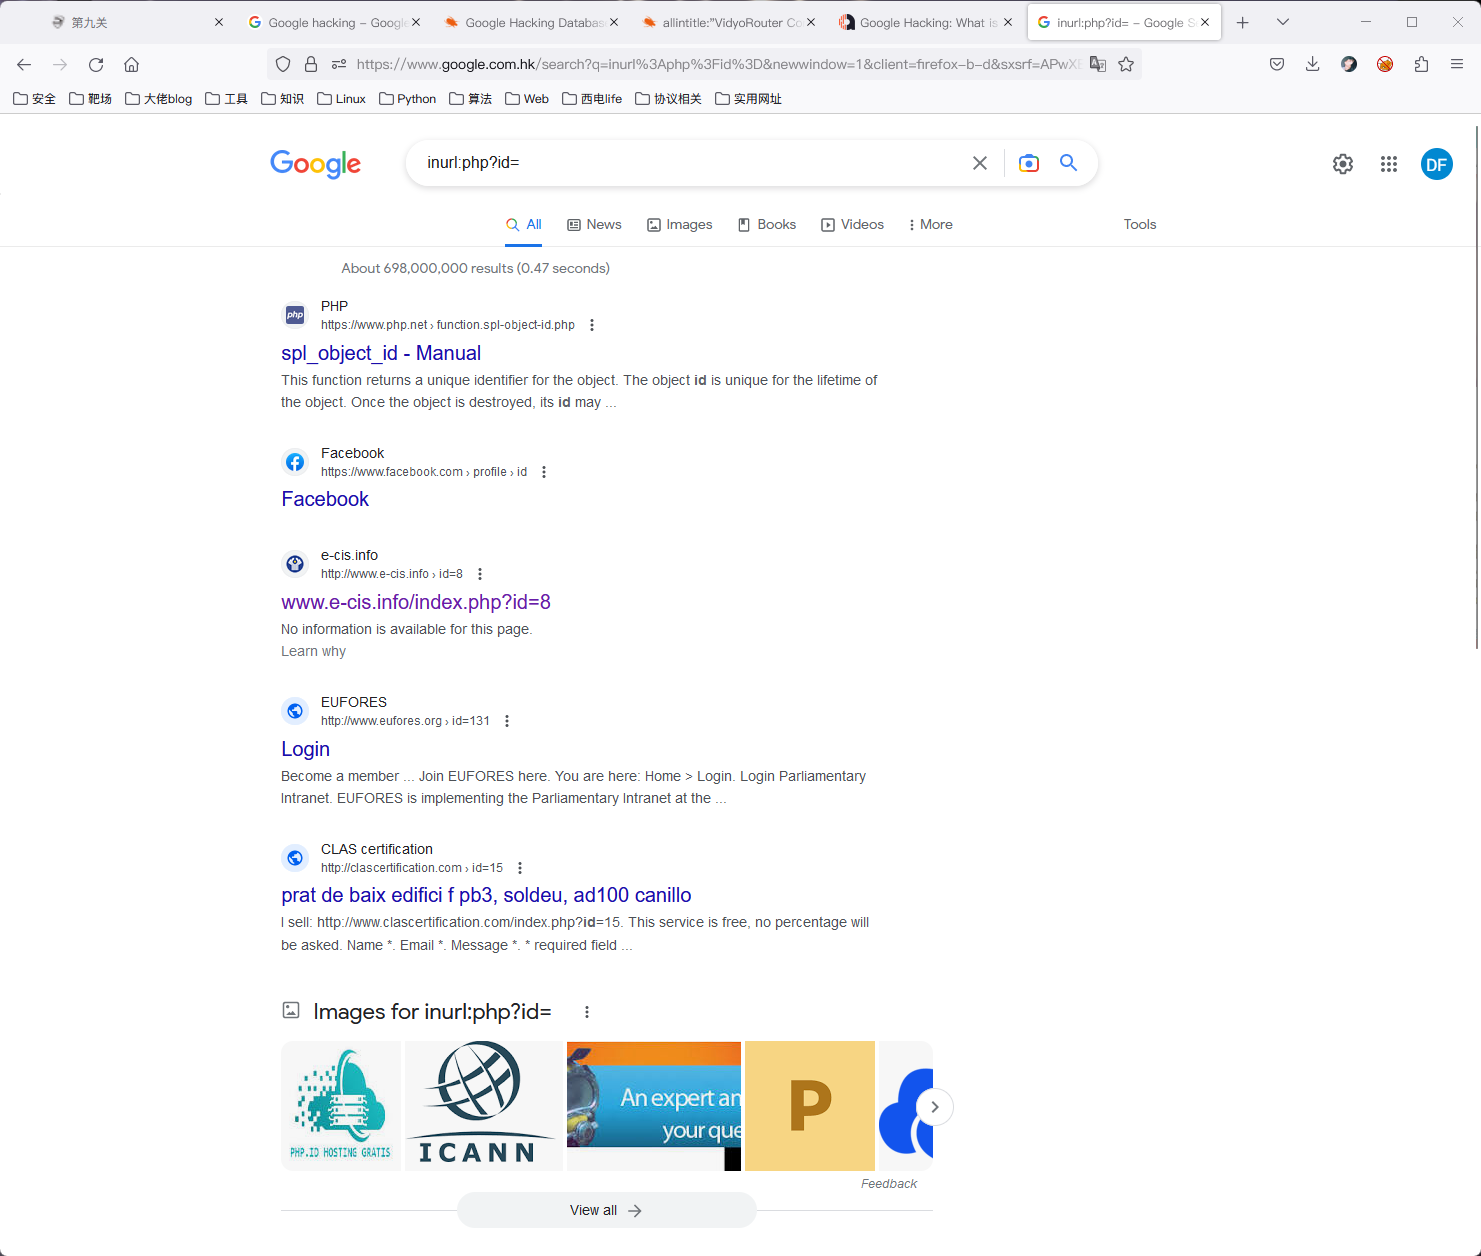 第九关
Google hacking – Google
Google Hacking Databas
allintitle:"VidyoRouter Co
Google Hacking: What is
inurl:php?id= – Google S
https://www.google.com.hk/search?q=inurl%3Aphp%3Fid%3D&newwindow=1&client=firefox-b-d&sxsrf=APwXE
安全
靶场
大佬blog
工具
知识
Linux
Python
算法
Web
西电life
协议相关
实用网址
Google
inurl:php?id=
DF
All
News
Images
Books
Videos
More
Tools
About 698,000,000 results (0.47 seconds)
php
PHP
https://www.php.net › function.spl-object-id.php
spl_object_id - Manual
This function returns a unique identifier for the object. The object id is unique for the lifetime of
the object. Once the object is destroyed, its id may ...
Facebook
https://www.facebook.com › profile › id
Facebook
e-cis.info
http://www.e-cis.info › id=8
www.e-cis.info/index.php?id=8
No information is available for this page.
Learn why
EUFORES
http://www.eufores.org › id=131
Login
Become a member ... Join EUFORES here. You are here: Home > Login. Login Parliamentary
Intranet. EUFORES is implementing the Parliamentary Intranet at the ...
CLAS certification
http://clascertification.com › id=15
prat de baix edifici f pb3, soldeu, ad100 canillo
I sell: http://www.clascertification.com/index.php?id=15. This service is free, no percentage will
be asked. Name *. Email *. Message *. * required field ...
Images for inurl:php?id=
PHP.ID HOSTING GRATIS
ICANN
An expert an
your que
P
Feedback
View all